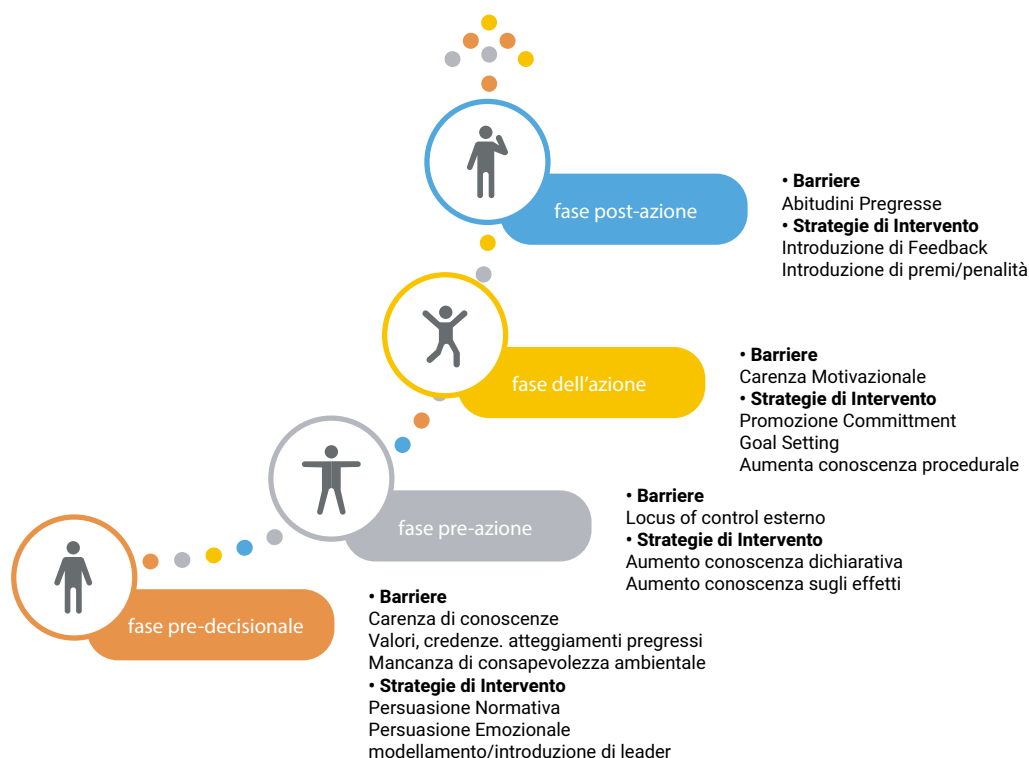 fase post-azione
• Barriere
Abitudini Pregresse
• Strategie di Intervento
Introduzione di Feedback
Introduzione di premi/penalità
fase dell'azione
• Barriere
Carenza Motivazionale
• Strategie di Intervento
Promozione Committment
Goal Setting
Aumenta conoscenza procedurale
fase pre-azione
• Barriere
Locus of control esterno
• Strategie di Intervento
Aumento conoscenza dichiarativa
Aumento conoscenza sugli effetti
fase pre-decisionale
• Barriere
Carenza di conoscenze
Valori, credenze. atteggiamenti pregressi
Mancanza di consapevolezza ambientale
• Strategie di Intervento
Persuasione Normativa
Persuasione Emozionale
modellamento/introduzione di leader